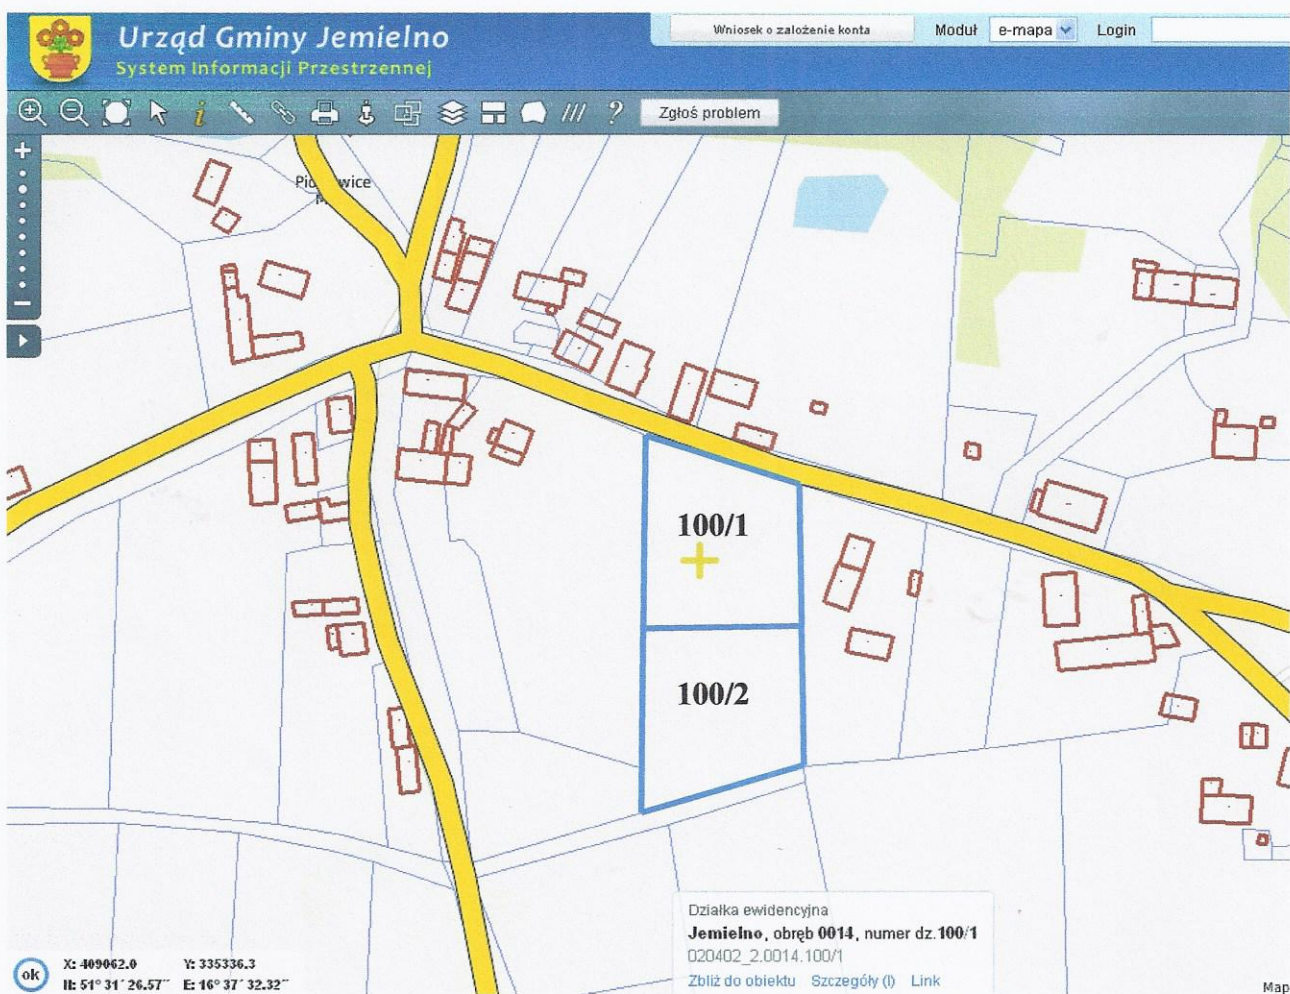 Urząd Gminy Jemielno
System Informacji Przestrzennej
Wniosek o założenie konta
Moduł
e-mapa
Login
Zgłoś problem
100/1
100/2
Działka ewidencyjna
Jemielno, obręb 0014, numer dz.100/1
020402_2.0014.100/1
Zbliż do obiektu Szczegóły (I) Link
ok
X: 409062.0 Y: 335336.3
H: 51° 31´ 26.57´´ E: 16° 37´ 32.32´´
Map